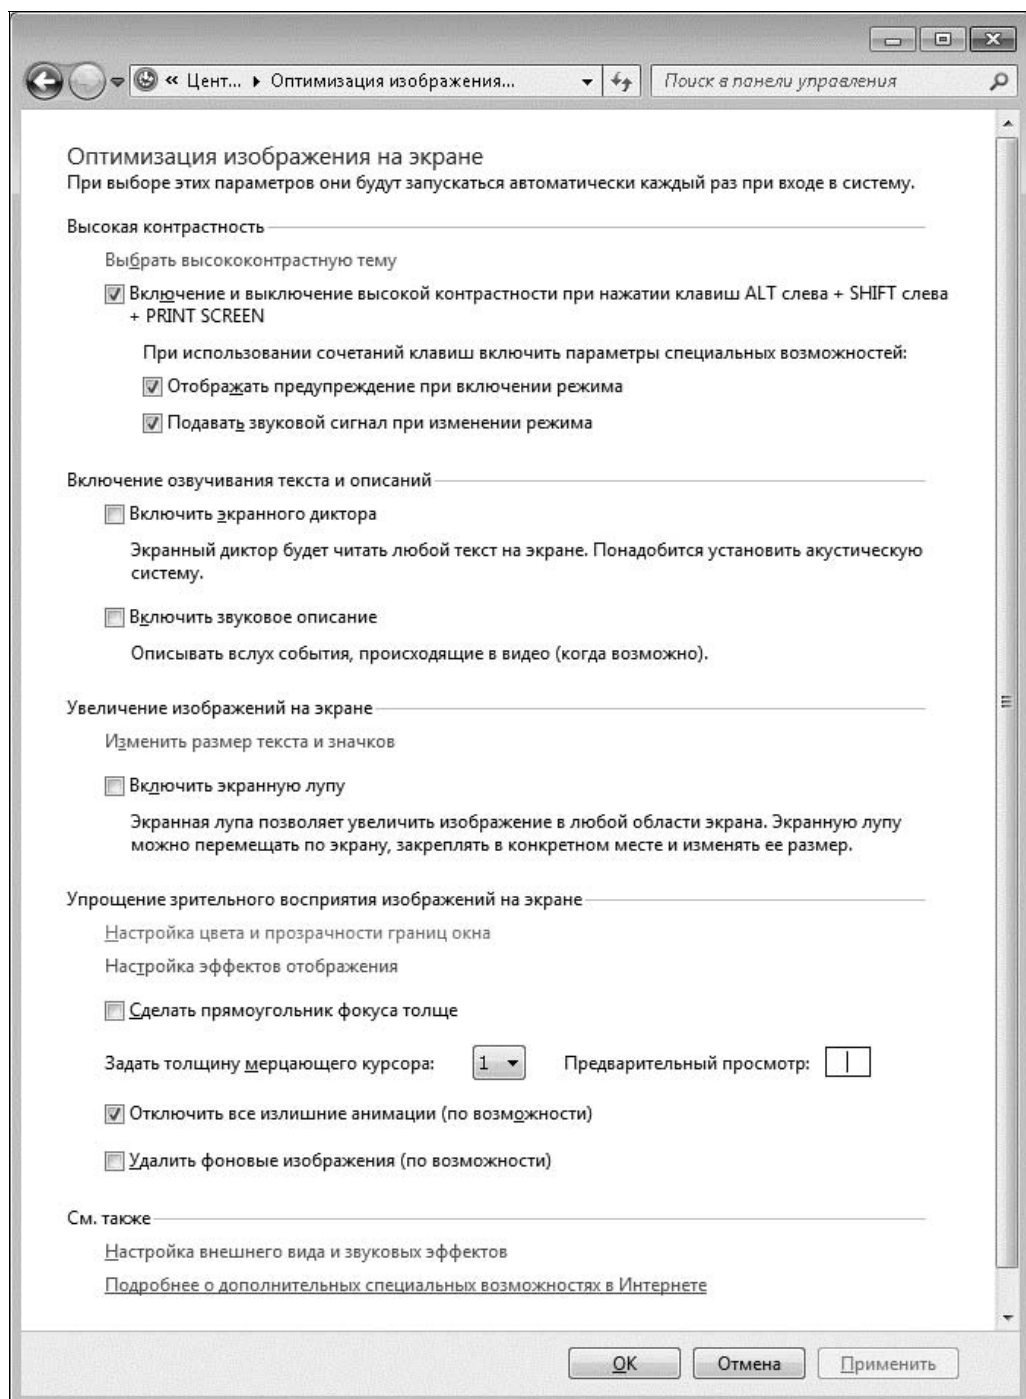 « Цент... ▸ Оптимизация изображения...
Поиск в панели управления
Оптимизация изображения на экране
При выборе этих параметров они будут запускаться автоматически каждый раз при входе в систему.
Высокая контрастность
Выбрать высококонтрастную тему
Включение и выключение высокой контрастности при нажатии клавиш ALT слева + SHIFT слева
+ PRINT SCREEN
При использовании сочетаний клавиш включить параметры специальных возможностей:
Отображать предупреждение при включении режима
Подавать звуковой сигнал при изменении режима
Включение озвучивания текста и описаний
Включить экранного диктора
Экранный диктор будет читать любой текст на экране. Понадобится установить акустическую
систему.
Включить звуковое описание
Описывать вслух события, происходящие в видео (когда возможно).
Увеличение изображений на экране
Изменить размер текста и значков
Включить экранную лупу
Экранная лупа позволяет увеличить изображение в любой области экрана. Экранную лупу
можно перемещать по экрану, закреплять в конкретном месте и изменять ее размер.
Упрощение зрительного восприятия изображений на экране
Настройка цвета и прозрачности границ окна
Настройка эффектов отображения
Сделать прямоугольник фокуса толще
Задать толщину мерцающего курсора: 1 Предварительный просмотр:
Отключить все излишние анимации (по возможности)
Удалить фоновые изображения (по возможности)
См. также
Настройка внешнего вида и звуковых эффектов
Подробнее о дополнительных специальных возможностях в Интернете
OK Отмена Применить